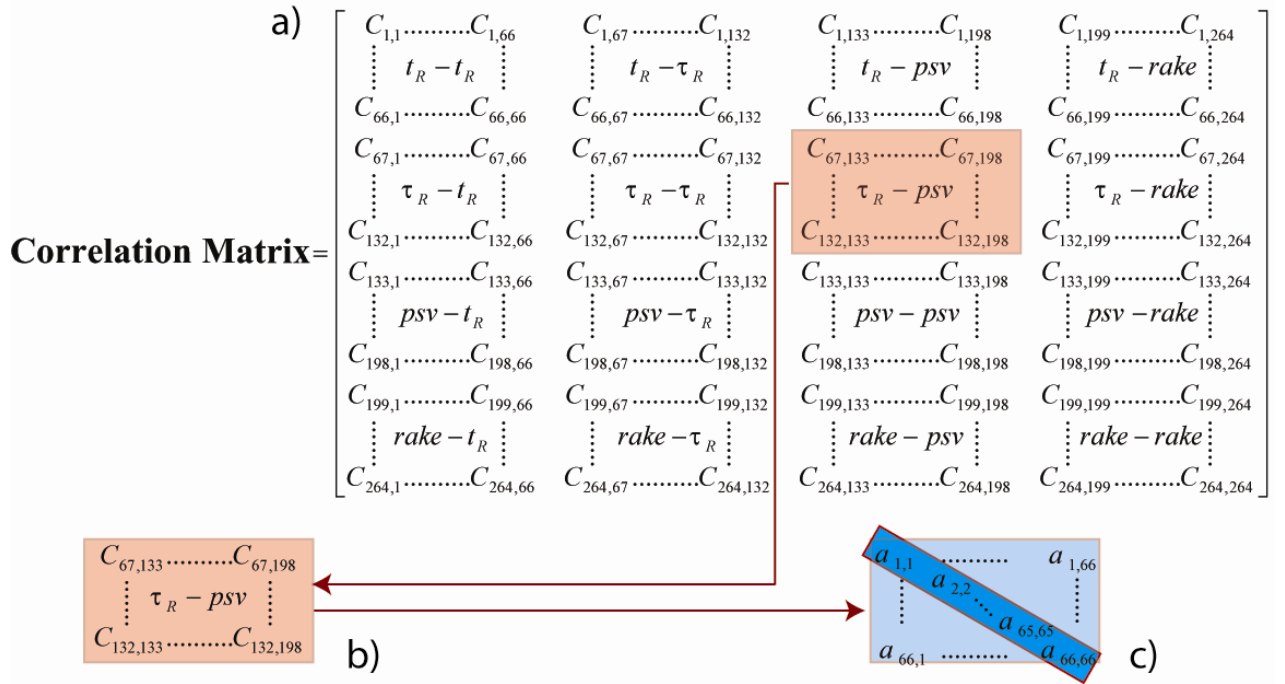 a)
C1,1 .......... C1,66 C1,67 .......... C1,132 C1,133 .......... C1,198 C1,199 .......... C1,264
tR − tR tR − τR tR − psv tR − rake
C66,1 .......... C66,66 C66,67 .......... C66,132 C66,133 .......... C66,198 C66,199 .......... C66,264
C67,1 .......... C67,66 C67,67 .......... C67,132 C67,133 .......... C67,198 C67,199 .......... C67,264
τR − tR τR − τR τR − psv τR − rake
C132,1 .......... C132,66 C132,67 .......... C132,132 C132,133 .......... C132,198 C132,199 .......... C132,264
Correlation Matrix=
C133,1 .......... C133,66 C133,67 .......... C133,132 C133,133 .......... C133,198 C133,199 .......... C133,264
psv − tR psv − τR psv − psv psv − rake
C198,1 .......... C198,66 C198,67 .......... C198,132 C198,133 .......... C198,198 C198,199 .......... C198,264
C199,1 .......... C199,66 C199,67 .......... C199,132 C199,133 .......... C199,198 C199,199 .......... C199,264
rake − tR rake − τR rake − psv rake − rake
C264,1 .......... C264,66 C264,67 .......... C264,132 C264,133 .......... C264,198 C264,199 .......... C264,264
C67,133 .......... C67,198
τR − psv
C132,133 .......... C132,198
b)
a1,1 .......... a1,66
a2,2
a65,65
a66,1 .......... a66,66
c)